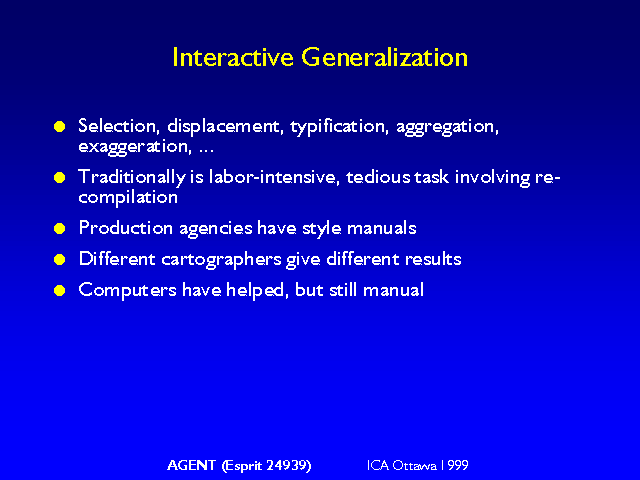 Interactive Generalization
Selection, displacement, typification, aggregation,
exaggeration, ...
Traditionally is labor-intensive, tedious task involving re-
compilation
Production agencies have style manuals
Different cartographers give different results
Computers have helped, but still manual
AGENT (Esprit 24939) ICA Ottawa 1999